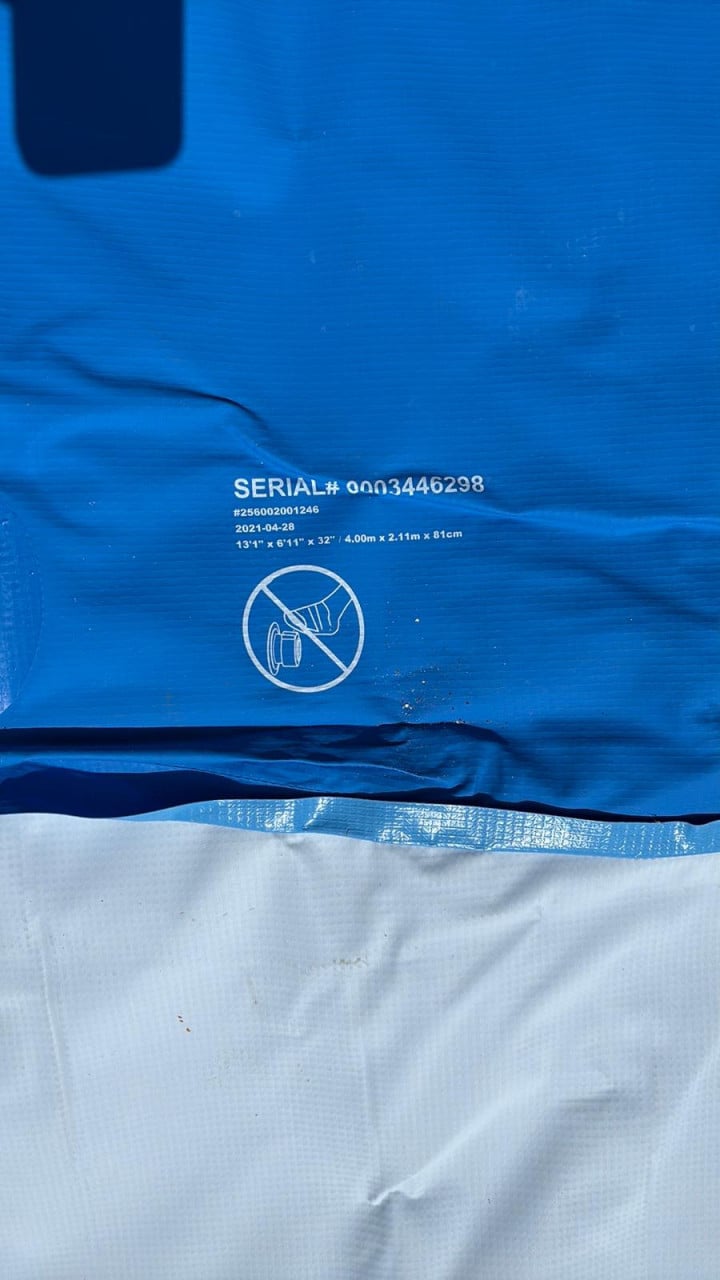 SERIAL# 0003446298
#256002001246
2021-04-28
13'1" x 6'11" x 32" / 4.00m x 2.11m x 81cm